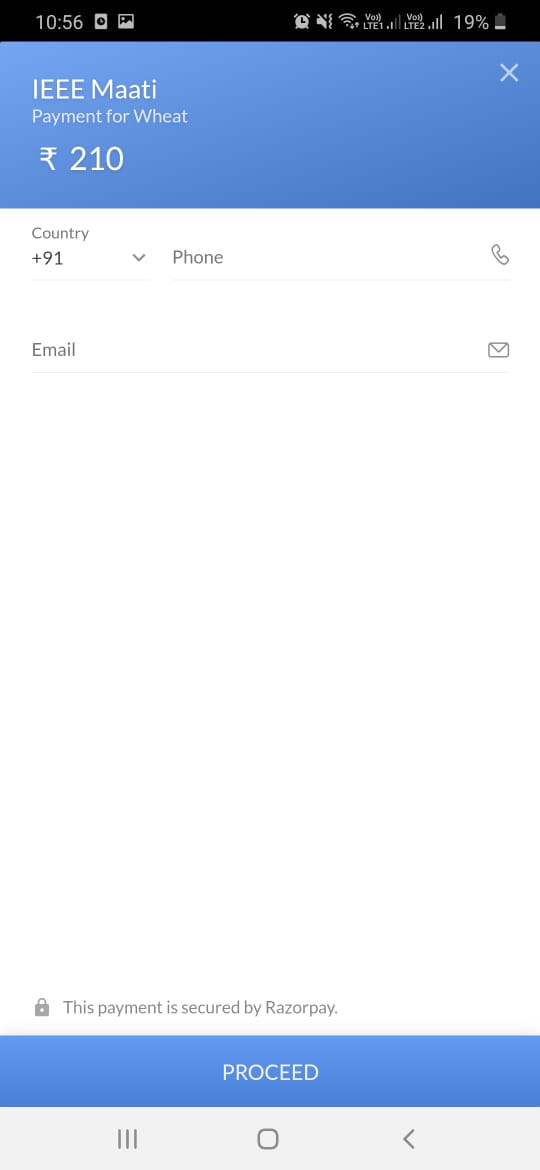 10:56 Vo)) LTE1 Vo)) LTE2 19%
IEEE Maati
Payment for Wheat
₹ 210
Country
+91
Phone
Email
This payment is secured by Razorpay.
PROCEED